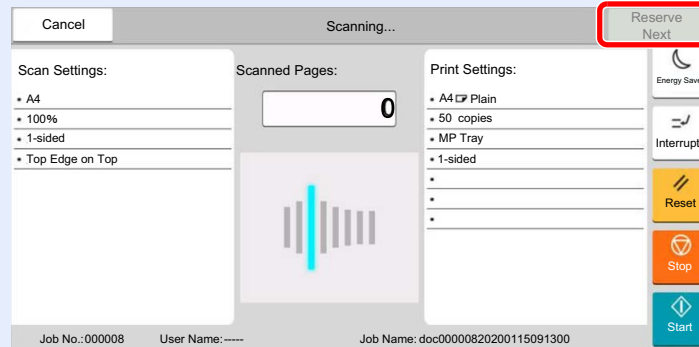 Cancel
Scanning...
Reserve
Next
Scan Settings:
• A4
• 100%
• 1-sided
• Top Edge on Top
Scanned Pages:
0
Print Settings:
• A4 Plain
• 50 copies
• MP Tray
• 1-sided
•
•
•
Energy Save
Interrupt
Reset
Stop
Start
Job No.: 000008
User Name: -----
Job Name: doc00000820200115091300